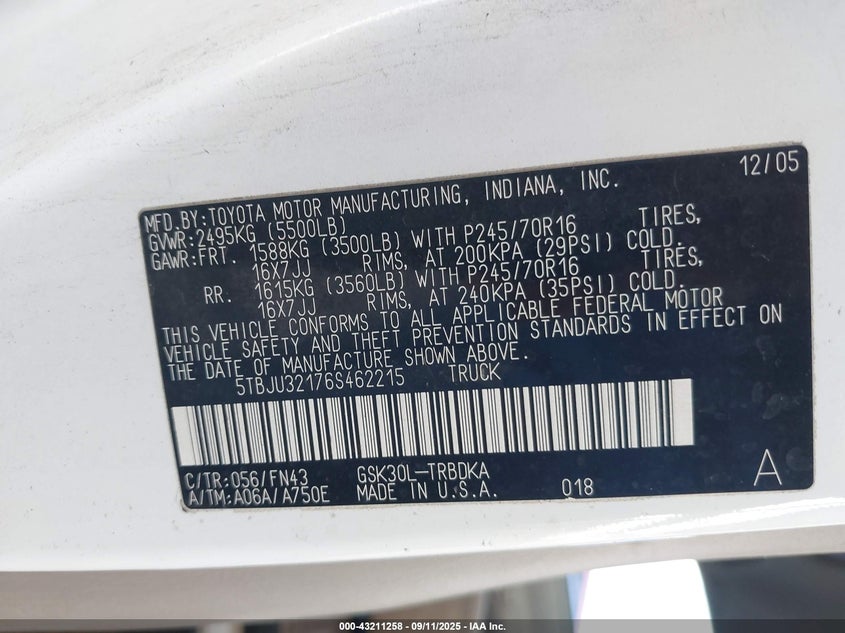 12/05
MFD.BY:TOYOTA MOTOR MANUFACTURING, INDIANA, INC.
GVWR:2495KG (5500LB)
GAWR:FRT. 1588KG (3500LB) WITH P245/70R16 TIRES,
16X7JJ RIMS, AT 200KPA (29PSI) COLD.
RR. 1615KG (3560LB) WITH P245/70R16 TIRES,
16X7JJ RIMS, AT 240KPA (35PSI) COLD.
THIS VEHICLE CONFORMS TO ALL APPLICABLE FEDERAL MOTOR
VEHICLE SAFETY AND THEFT PREVENTION STANDARDS IN EFFECT ON
THE DATE OF MANUFACTURE SHOWN ABOVE.
5TBJU32176S462215 TRUCK
C/TR:056/FN43 GSK30L-TRBDKA
A/TM:A06A/A750E MADE IN U.S.A. 018 A
000-43211258 - 09/11/2025 - IAA Inc.